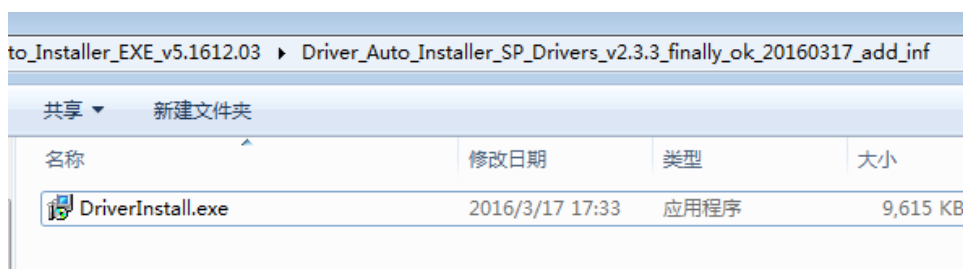 to_Installer_EXE_v5.1612.03 ▸ Driver_Auto_Installer_SP_Drivers_v2.3.3_finally_ok_20160317_add_inf
共享 新建文件夹
名称 修改日期 类型 大小
DriverInstall.exe 2016/3/17 17:33 应用程序 9,615 KB